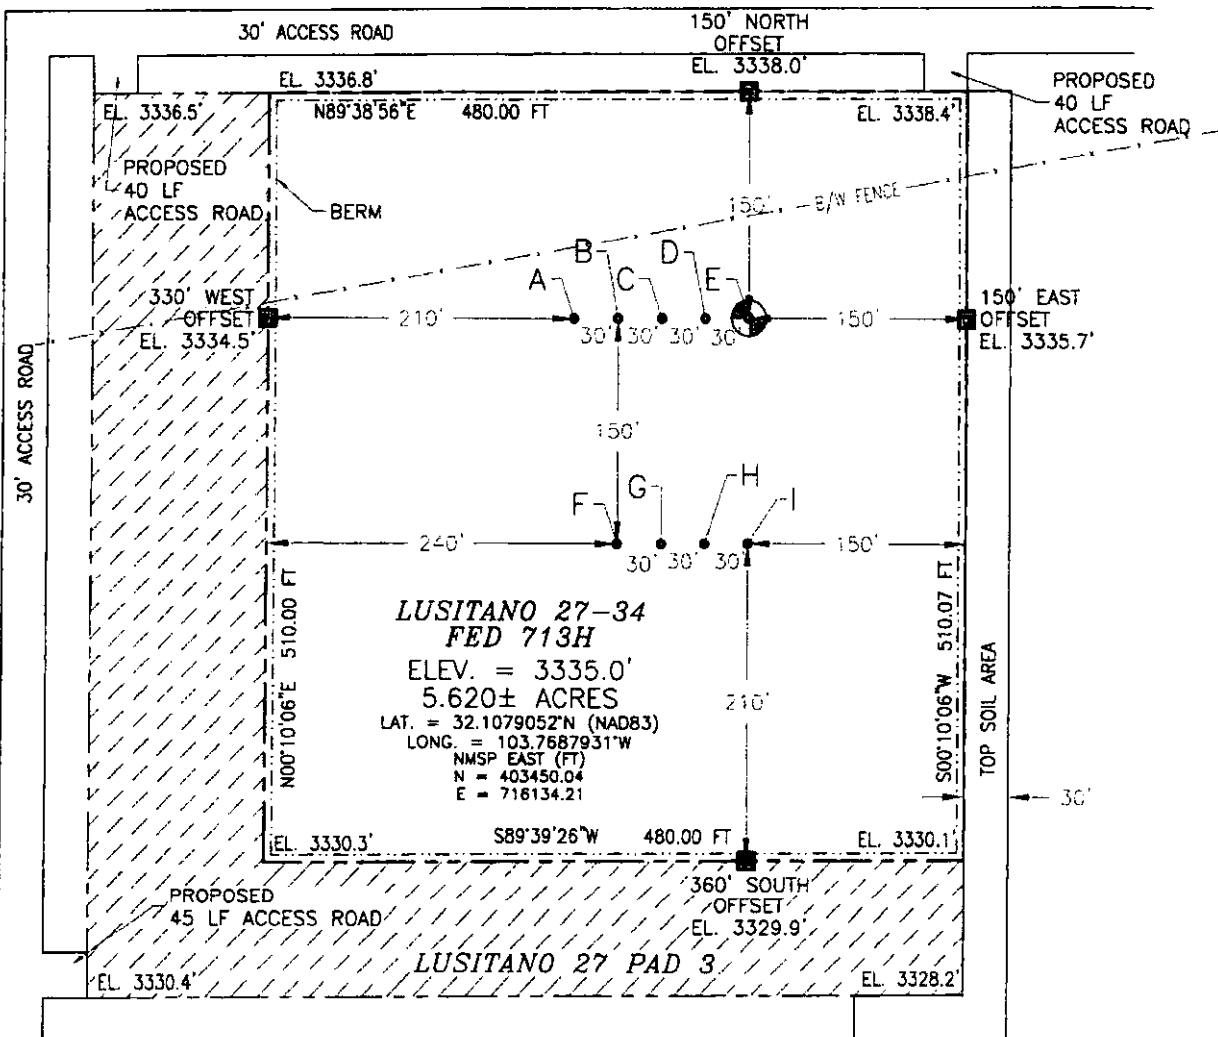 30' ACCESS ROAD
150' NORTH
OFFSET
EL. 3338.0'
EL. 3336.8'
PROPOSED
40 LF
ACCESS ROAD
EL. 3336.5'
N89°38'56"E 480.00 FT
EL. 3338.4'
PROPOSED
40 LF
ACCESS ROAD
BERM
150'
B/W FENCE
A
B
C
D
E
330' WEST
OFFSET
EL. 3334.5'
210'
30'
30'
30'
30'
150'
150' EAST
OFFSET
EL. 3335.7'
30' ACCESS ROAD
150'
F
G
H
I
240'
30'
30'
30'
150'
N00°10'06"E 510.00 FT
LUSITANO 27-34
FED 713H
ELEV. = 3335.0'
5.620± ACRES
LAT. = 32.1079052°N (NAD83)
LONG. = 103.7687931°W
NMSP EAST (FT)
N = 403450.04
E = 716134.21
210'
S00°10'06"W 510.07 FT
TOP SOIL AREA
30'
EL. 3330.3'
S89°39'26"W 480.00 FT
EL. 3330.1'
PROPOSED
45 LF ACCESS ROAD
360' SOUTH
OFFSET
EL. 3329.9'
LUSITANO 27 PAD 3
EL. 3330.4'
EL. 3328.2'